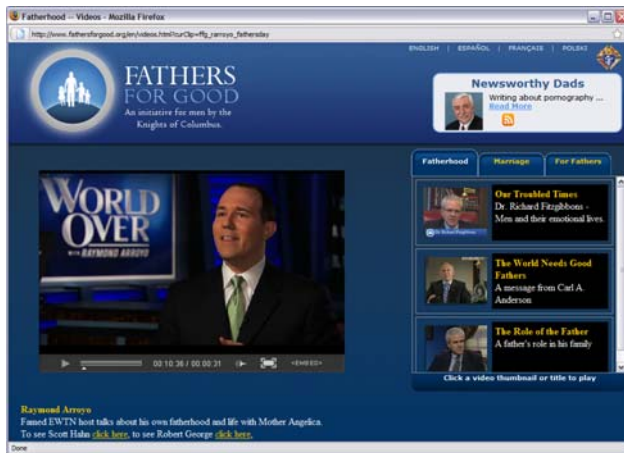 Fatherhood -- Videos - Mozilla Firefox
http://www.fathersforgood.org/en/videos.html?curClip=ffg_rarroyo_fathersday
ENGLISH | ESPAÑOL | FRANÇAIS | POLSKI
FATHERS
FOR GOOD
An initiative for men by the
Knights of Columbus.
Newsworthy Dads
Writing about pornography ...
Read More
Fatherhood
Marriage
For Fathers
WORLD
OVER
WITH RAYMOND ARROYO
Our Troubled Times
Dr. Richard Fitzgibbons -
Men and their emotional lives.
The World Needs Good
Fathers
A message from Carl A.
Anderson
The Role of the Father
A father's role in his family
00:10:36 / 00:00:31
<EMBED>
Click a video thumbnail or title to play
Raymond Arroyo
Famed EWTN host talks about his own fatherhood and life with Mother Angelica.
To see Scott Hahn click here, to see Robert George click here.
Done